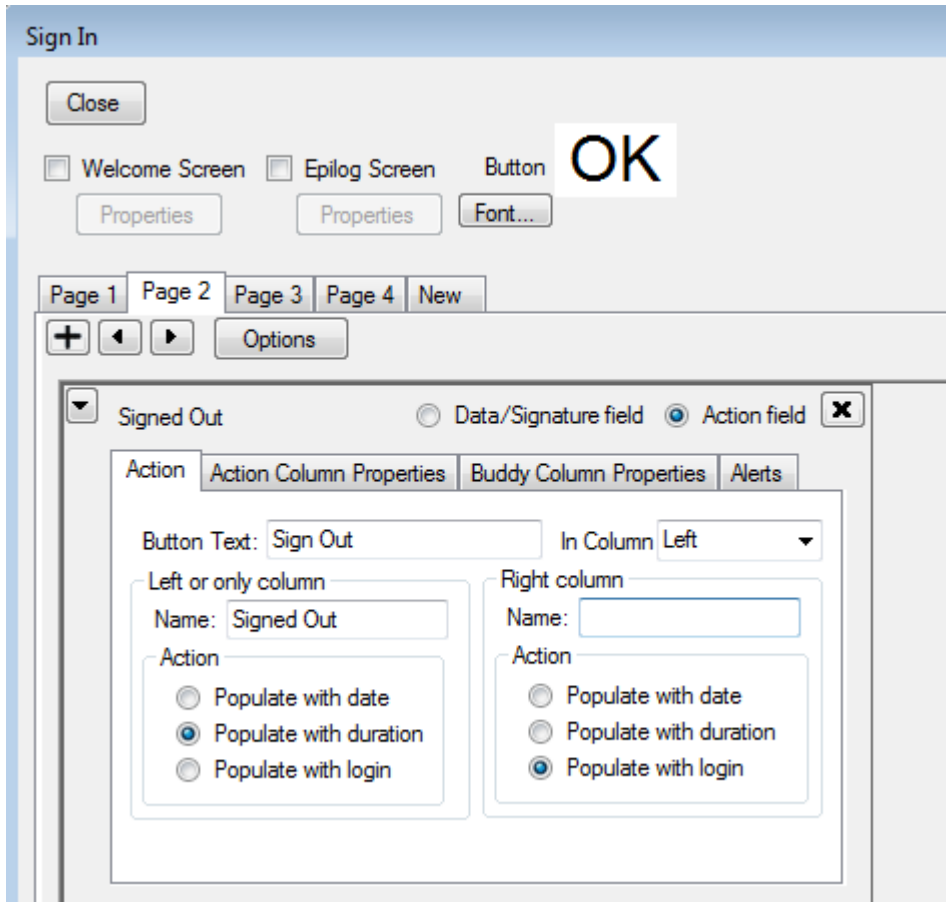 Sign In
Close
Welcome Screen Epilog Screen Button OK
Properties Properties Font...
Page 1 Page 2 Page 3 Page 4 New
Options
Signed Out Data/Signature field Action field
Action Action Column Properties Buddy Column Properties Alerts
Button Text: Sign Out In Column Left
Left or only column Right column
Name: Signed Out Name:
Action Action
Populate with date Populate with date
Populate with duration Populate with duration
Populate with login Populate with login